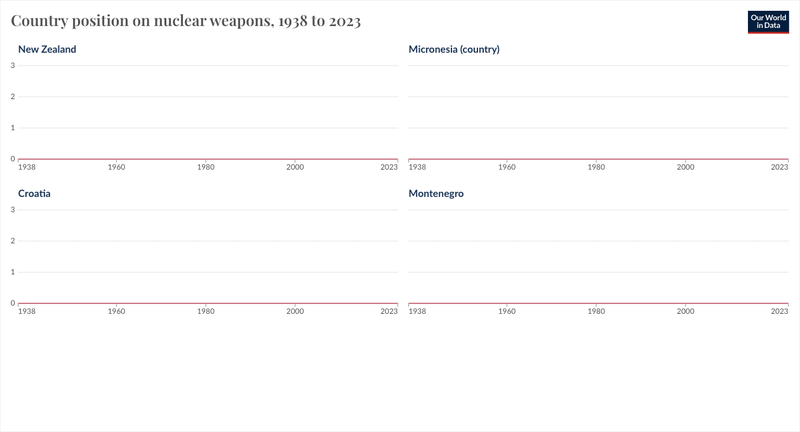 Country position on nuclear weapons, 1938 to 2023
Our World
in Data
New Zealand
Micronesia (country)
3
2
1
0
1938 1960 1980 2000 2023
1938 1960 1980 2000 2023
Croatia
Montenegro
3
2
1
0
1938 1960 1980 2000 2023
1938 1960 1980 2000 2023